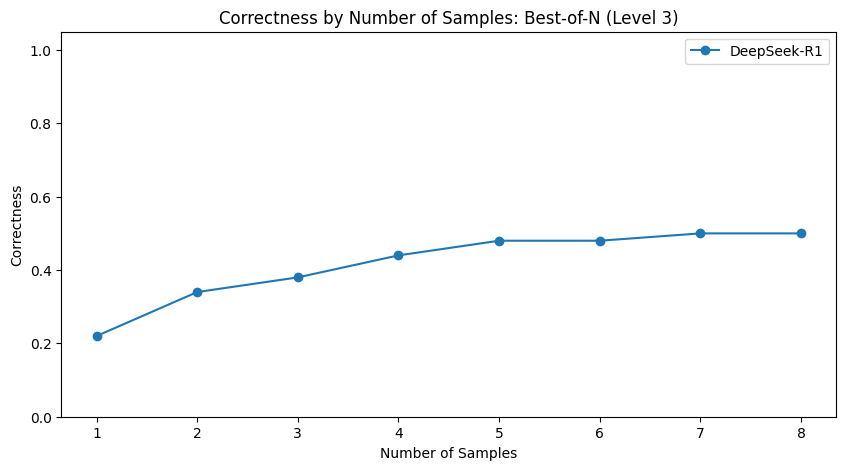 Correctness by Number of Samples: Best-of-N (Level 3)
DeepSeek-R1
1.0
0.8
0.6
0.4
0.2
0.0
Correctness
1 2 3 4 5 6 7 8
Number of Samples